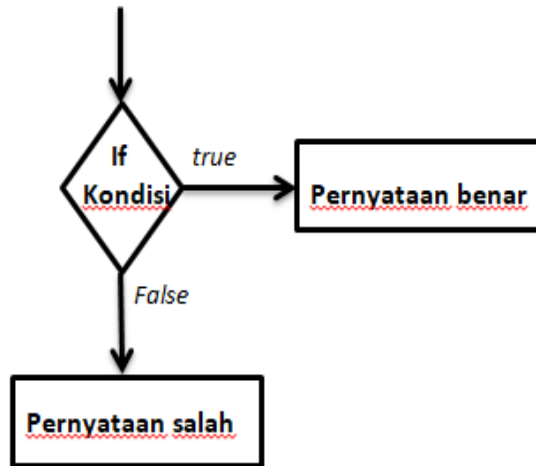 If
Kondisi
true
Pernyataan benar
False
Pernyataan salah